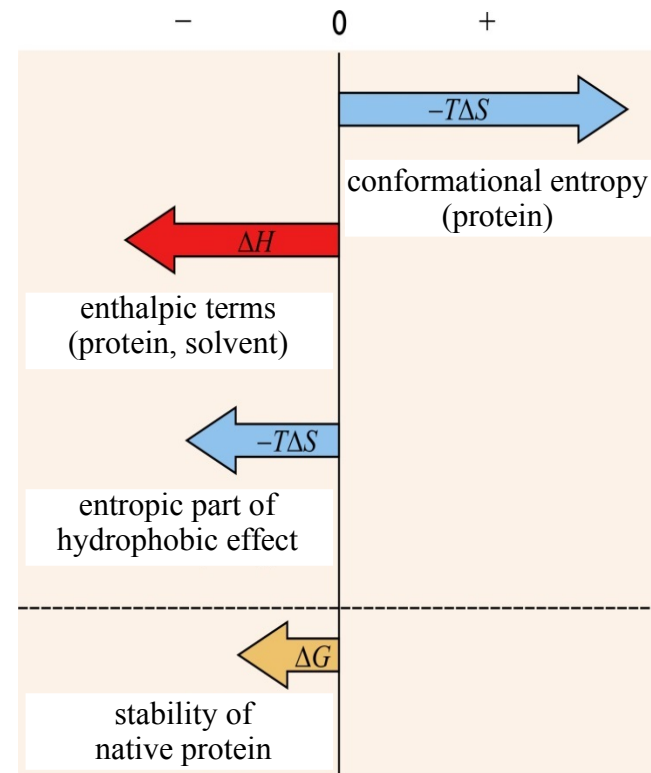 − 0 +
−TΔS
conformational entropy
(protein)
ΔH
enthalpic terms
(protein, solvent)
−TΔS
entropic part of
hydrophobic effect
ΔG
stability of
native protein